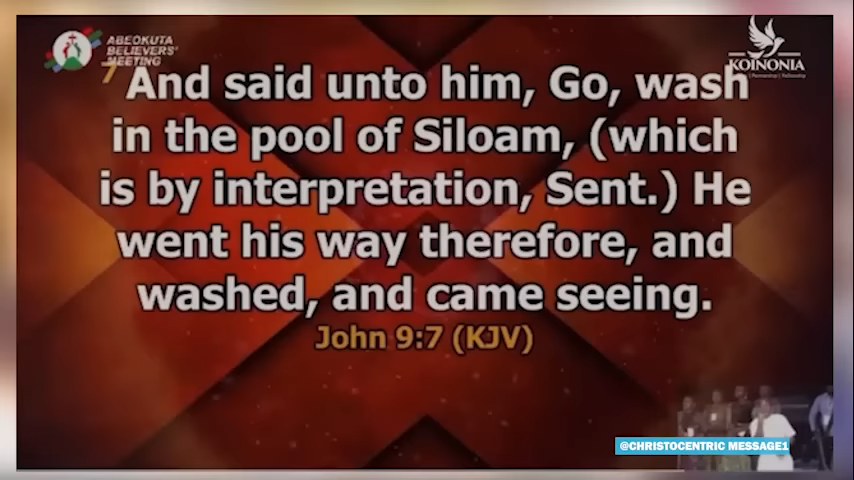 ABEOKUTA
BELIEVERS'
MEETING
KOINONIA
7 And said unto him, Go, wash
in the pool of Siloam, (which
is by interpretation, Sent.) He
went his way therefore, and
washed, and came seeing.
John 9:7 (KJV)
@CHRISTOCENTRIC MESSAGE1